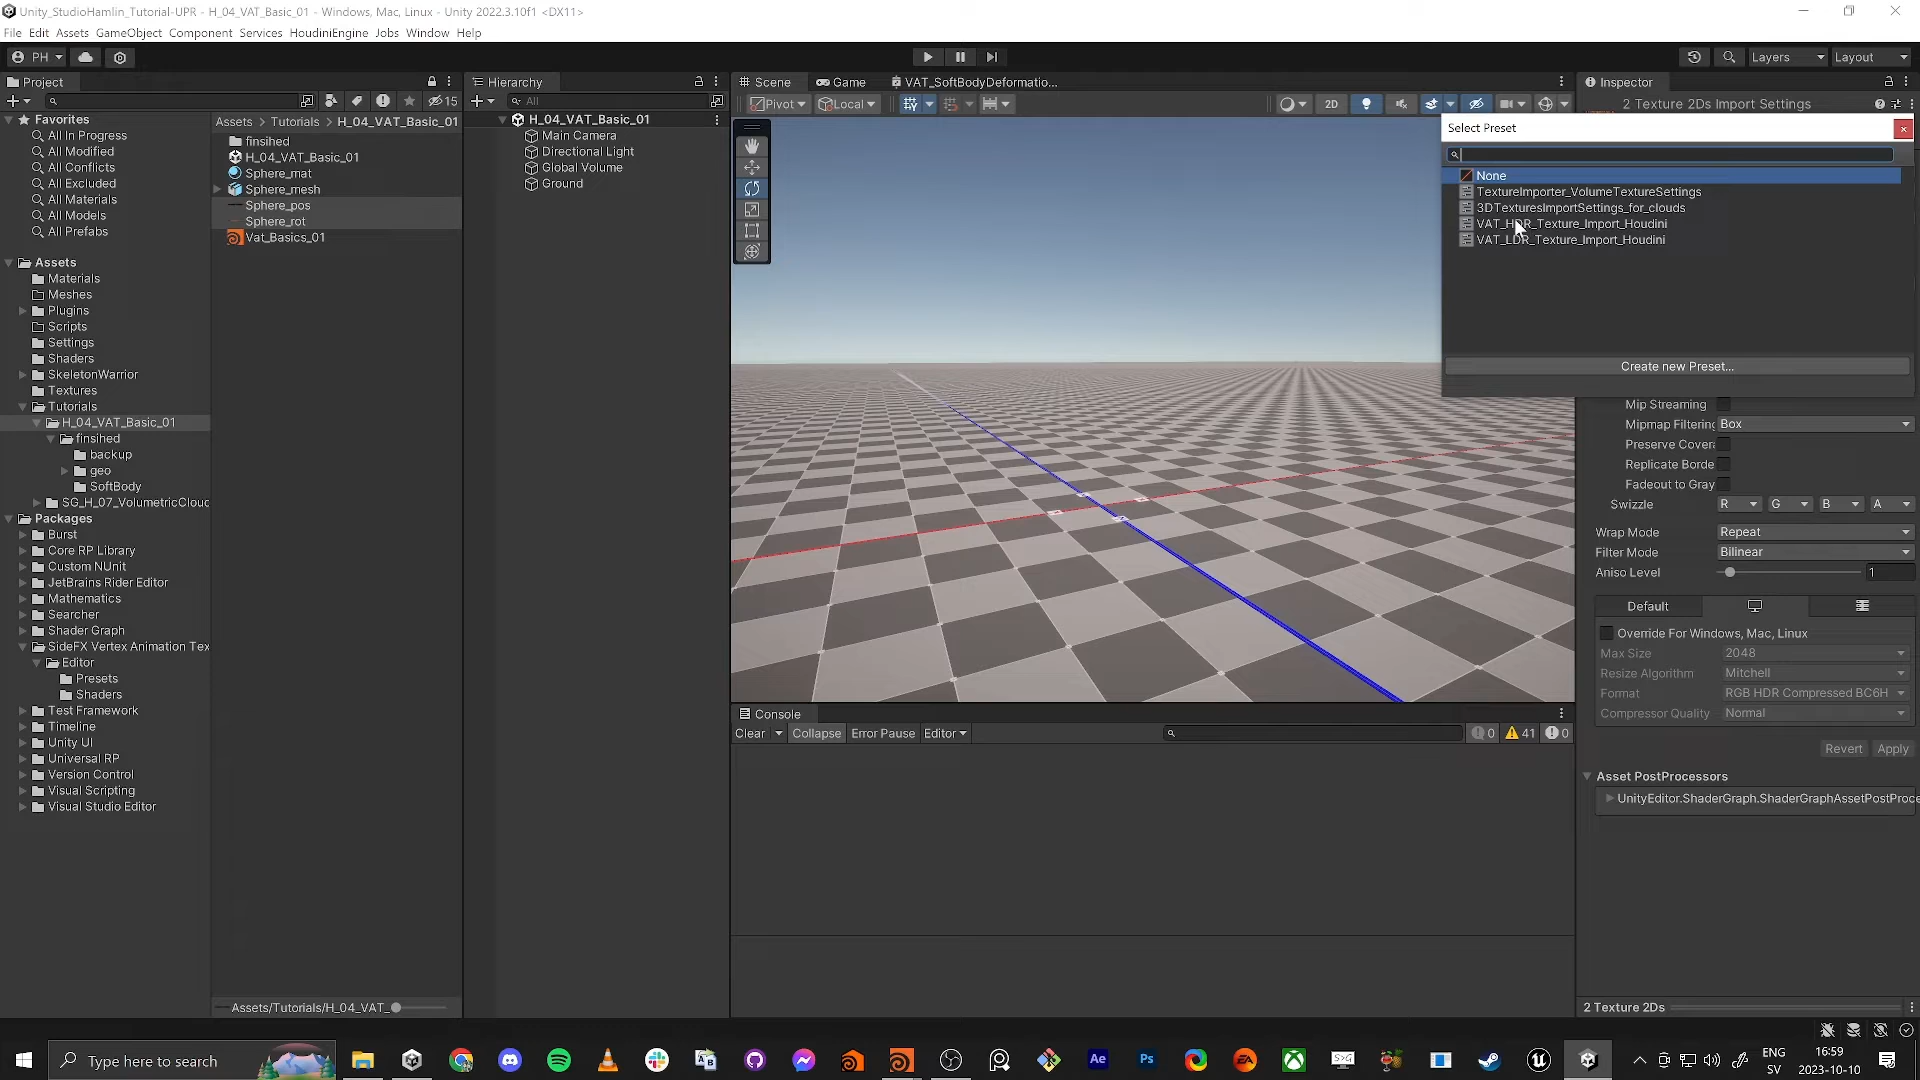 Unity_StudioHamlin_Tutorial-UPR - H_04_VAT_Basic_01 - Windows, Mac, Linux - Unity 2022.3.10f1 <DX11>
File Edit Assets GameObject Component Services HoudiniEngine Jobs Window Help
PH Layers Layout
Project
15
Favorites
All In Progress
All Modified
All Conflicts
All Excluded
All Materials
All Models
All Prefabs
Assets
Materials
Meshes
Plugins
Scripts
Settings
Shaders
SkeletonWarrior
Textures
Tutorials
H_04_VAT_Basic_01
finsihed
backup
geo
SoftBody
SG_H_07_VolumetricClouc
Packages
Burst
Core RP Library
Custom NUnit
JetBrains Rider Editor
Mathematics
Searcher
Shader Graph
SideFX Vertex Animation Tex
Editor
Presets
Shaders
Test Framework
Timeline
Unity UI
Universal RP
Version Control
Visual Scripting
Visual Studio Editor
Assets > Tutorials > H_04_VAT_Basic_01
finsihed
H_04_VAT_Basic_01
Sphere_mat
Sphere_mesh
Sphere_pos
Sphere_rot
Vat_Basics_01
Assets/Tutorials/H_04_VAT_
Hierarchy
All
H_04_VAT_Basic_01
Main Camera
Directional Light
Global Volume
Ground
Scene Game VAT_SoftBodyDeformatio...
Pivot Local 2D
Console
Clear Collapse Error Pause Editor 0 41 0
Inspector
2 Texture 2Ds Import Settings
Select Preset
None
TextureImporter_VolumeTextureSettings
3DTexturesImportSettings_for_clouds
VAT_HDR_Texture_Import_Houdini
VAT_LDR_Texture_Import_Houdini
Create new Preset...
Mip Streaming
Mipmap Filtering Box
Preserve Cover
Replicate Borde
Fadeout to Gray
Swizzle R G B A
Wrap Mode Repeat
Filter Mode Bilinear
Aniso Level 1
Default
Override For Windows, Mac, Linux
Max Size 2048
Resize Algorithm Mitchell
Format RGB HDR Compressed BC6H
Compressor Quality Normal
Revert Apply
Asset PostProcessors
UnityEditor.ShaderGraph.ShaderGraphAssetPostProce
2 Texture 2Ds
Type here to search
Ae Ps EA
ENG
SV
16:59
2023-10-10